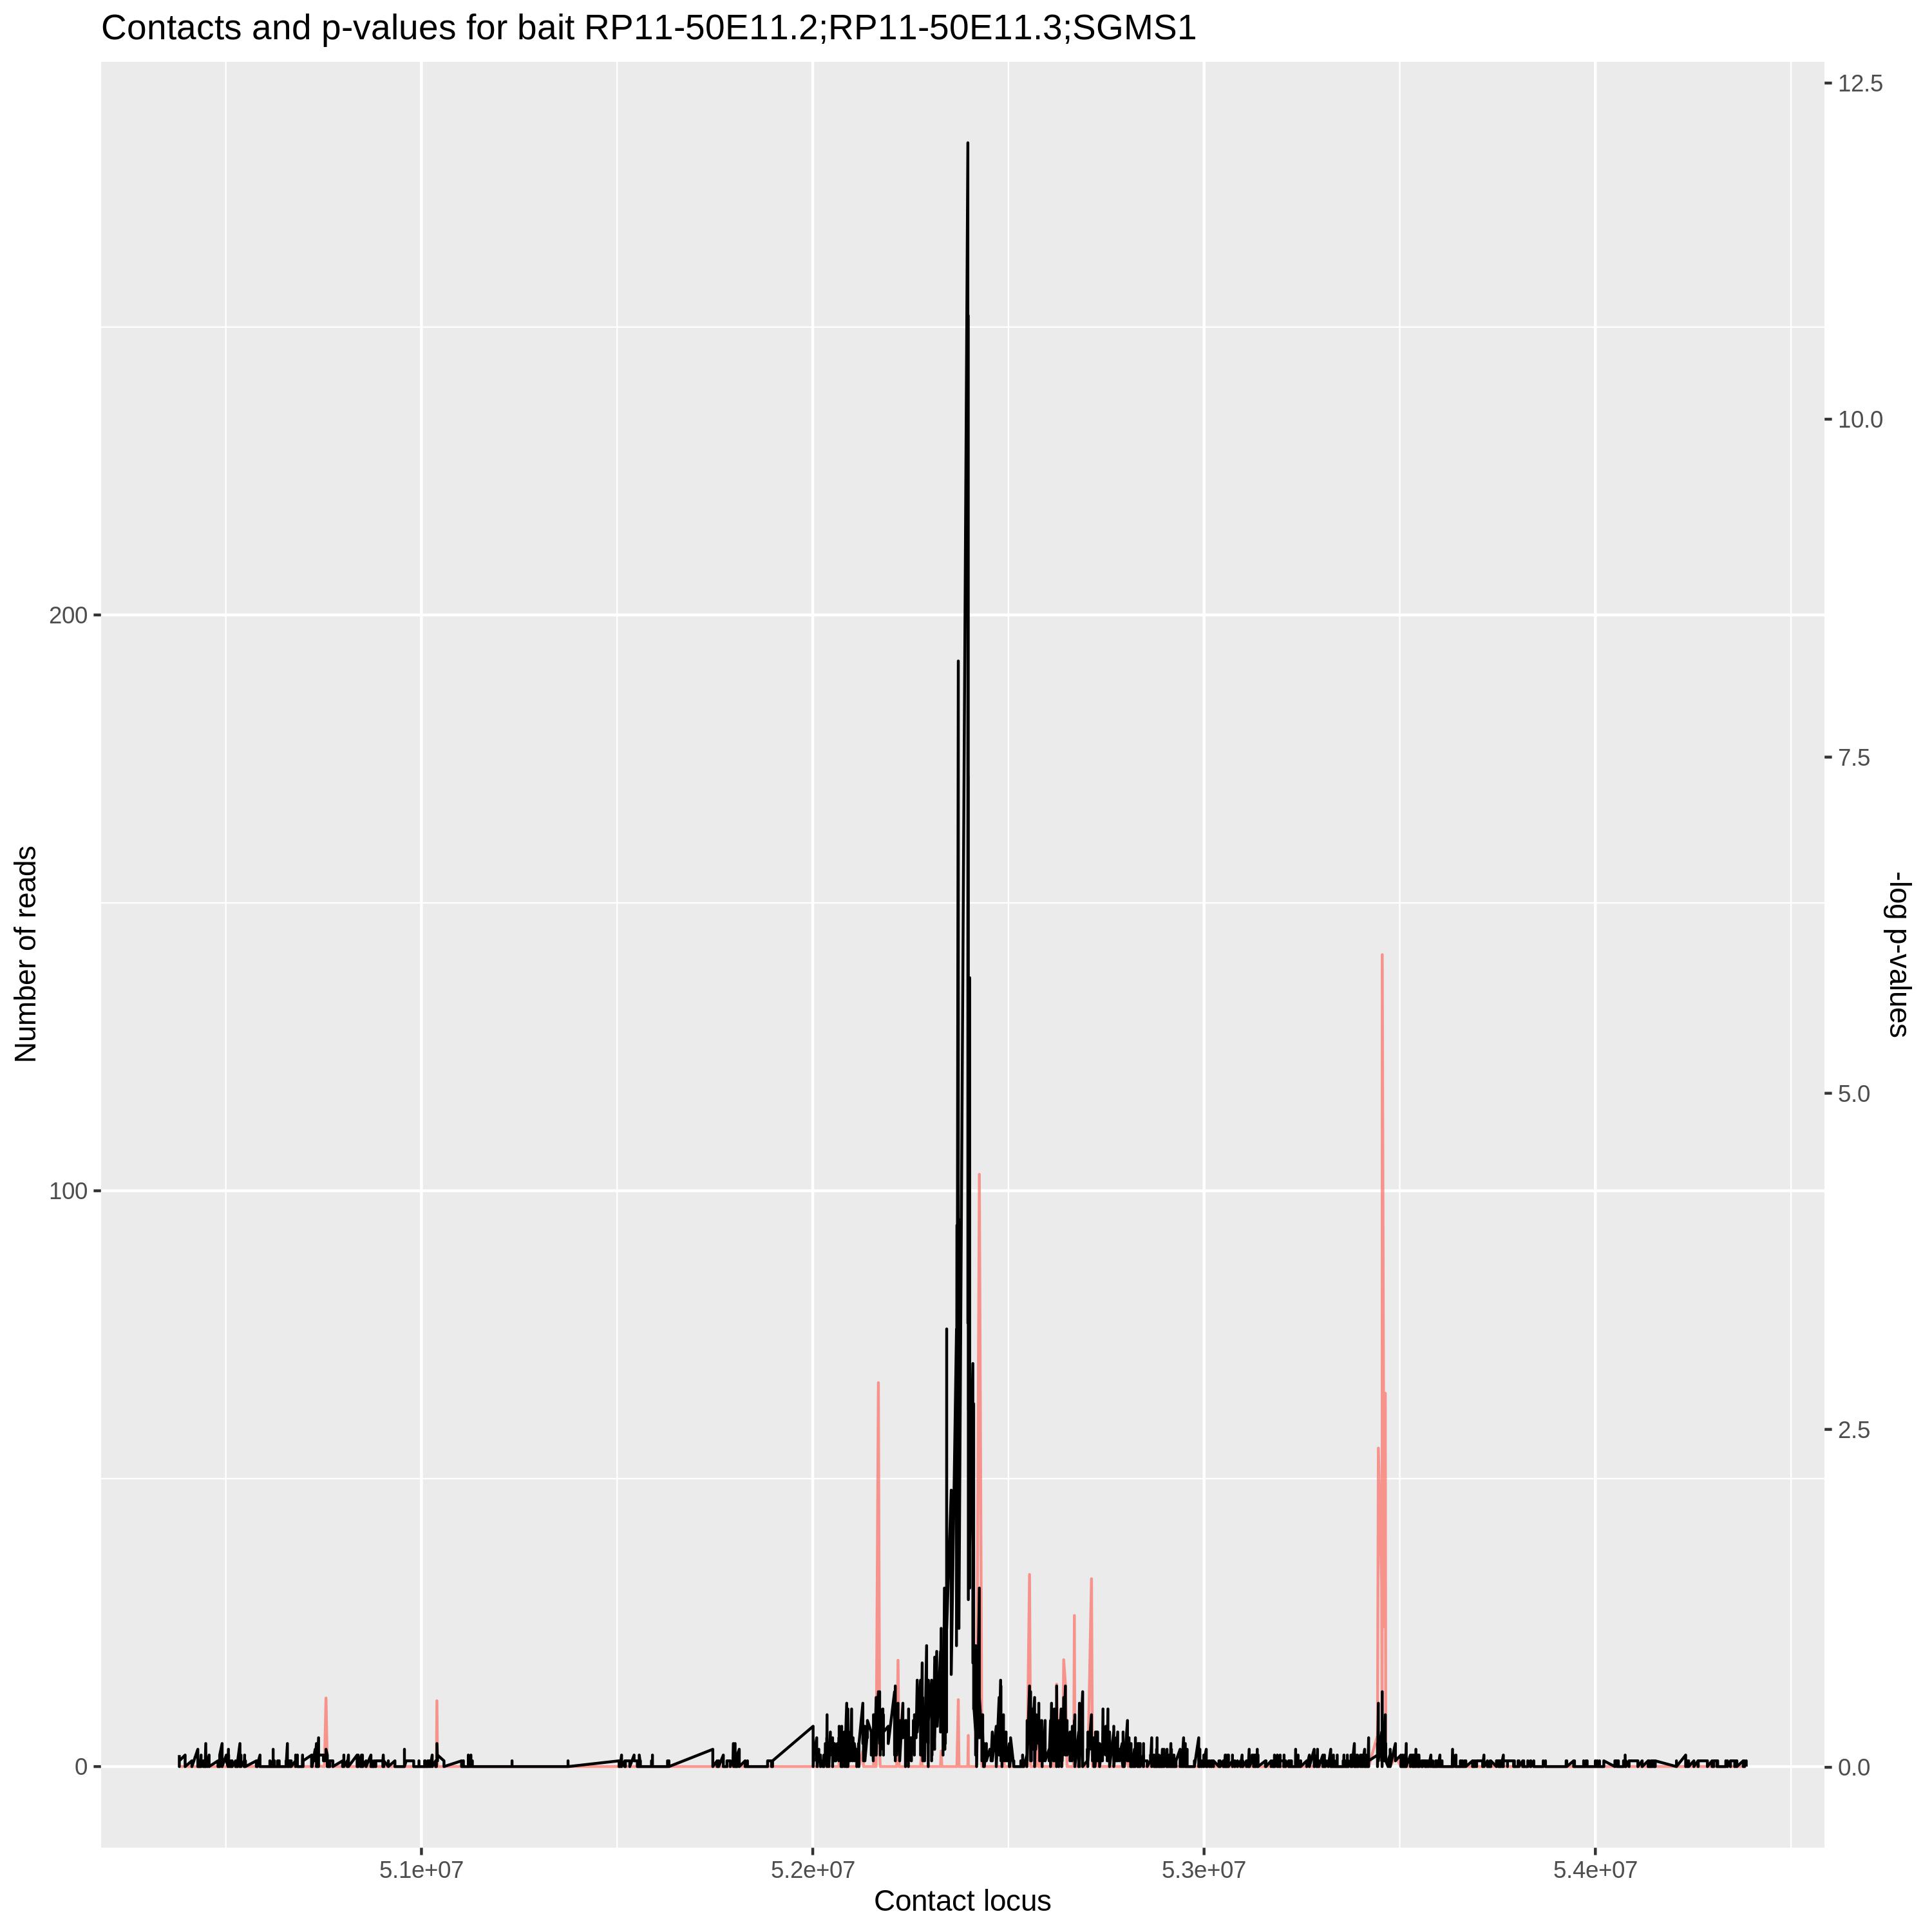 Contacts and p-values for bait RP11-50E11.2;RP11-50E11.3;SGMS1
12.5
10.0
200
7.5
Number of reads
-log p-values
5.0
100
2.5
0
0.0
5.1e+07
5.2e+07
5.3e+07
5.4e+07
Contact locus